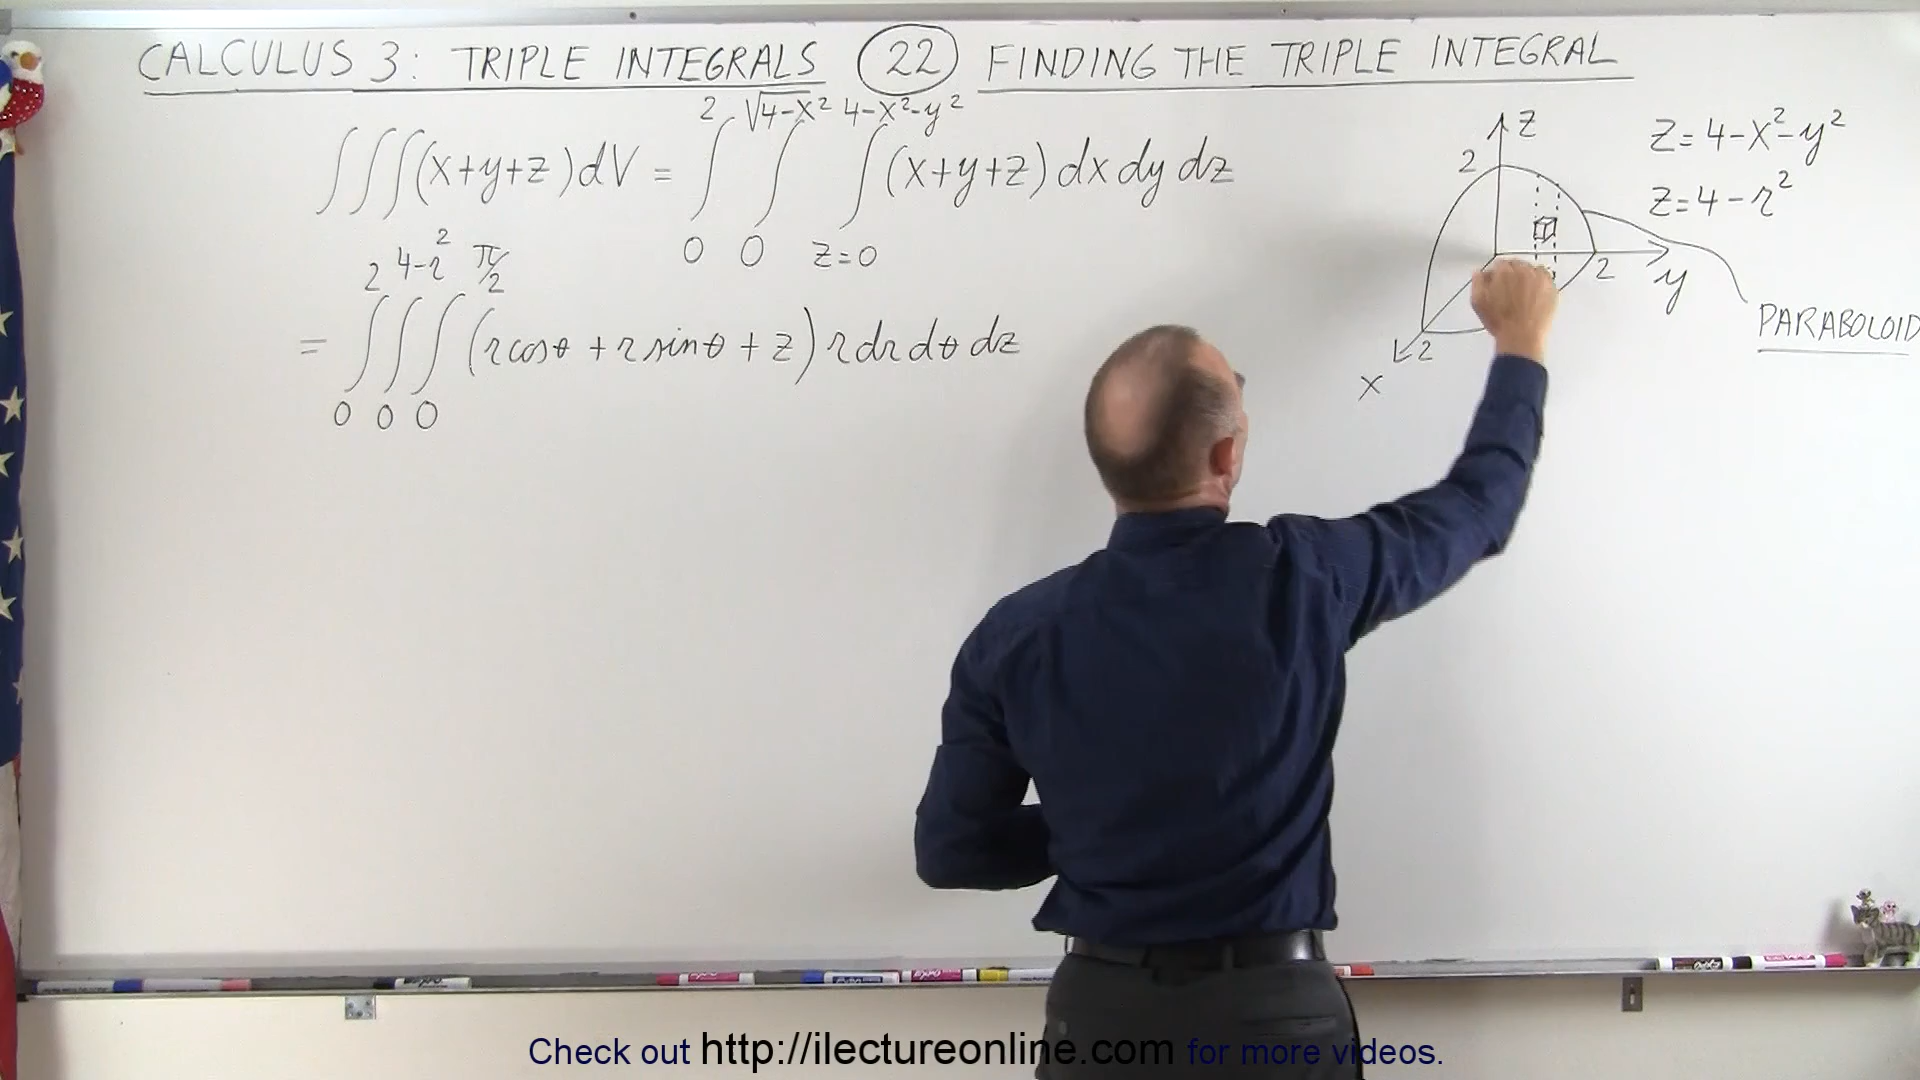 CALCULUS 3: TRIPLE INTEGRALS (22) FINDING THE TRIPLE INTEGRAL
∫∫∫(x+y+z)dV = ∫₀² ∫₀^√(4-x²) ∫_{z=0}^{4-x²-y²} (x+y+z) dx dy dz
= ∫₀² ∫₀^{4-r²} ∫₀^{π/2} (r cosθ + r sinθ + z) r dr dθ dz
z
2
2
y
2
x
z=4-x²-y²
z=4-r²
PARABOLOID
Check out http://ilectureonline.com for more videos.